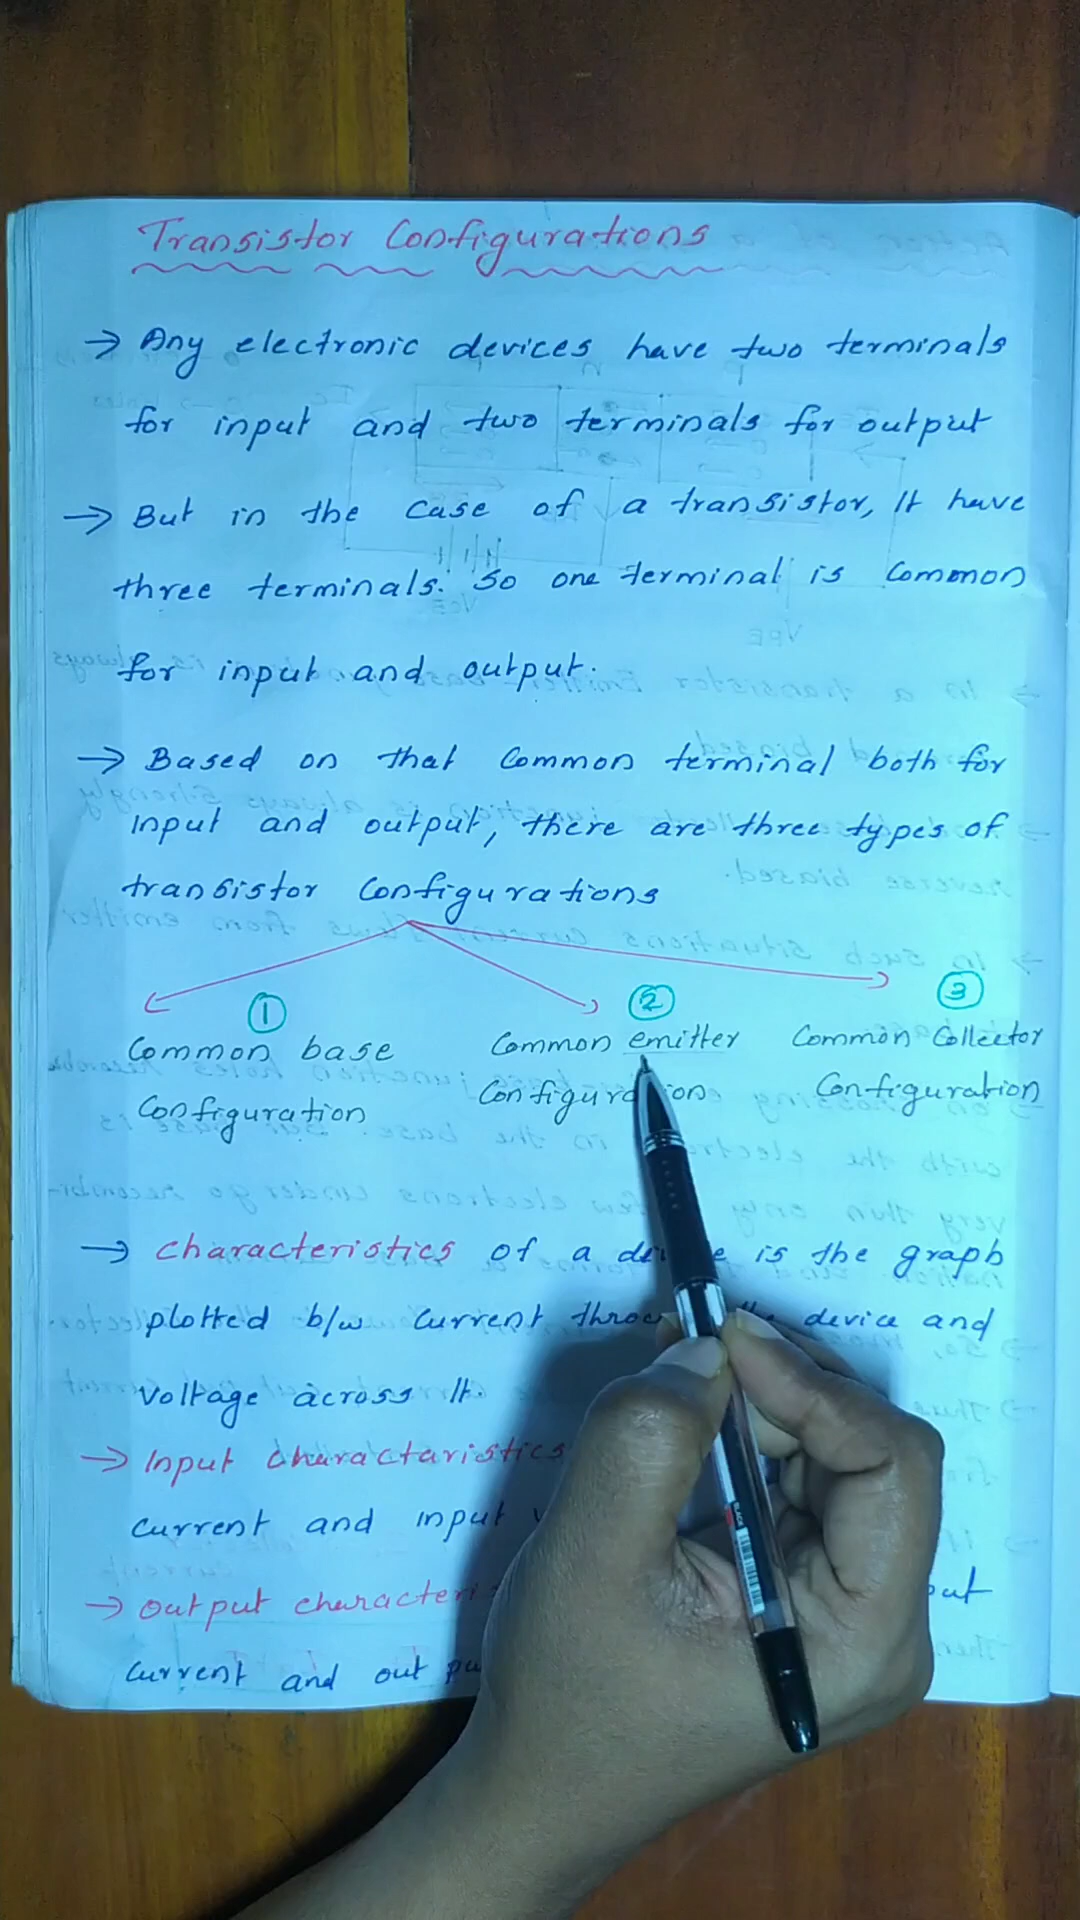 Transistor Configurations
→ Any electronic devices have two terminals
for input and two terminals for output
→ But in the case of a transistor, It have
three terminals. So one terminal is common
for input and output.
→ Based on that common terminal both for
input and output, there are three types of
transistor configurations
① ② ③
Common base Common emitter Common Collector
Configuration Configuration Configuration
→ Characteristics of a is the graph
plotted b/w current device and
voltage across It.
→ Input charactaristics
current and input
→ Output
current and out